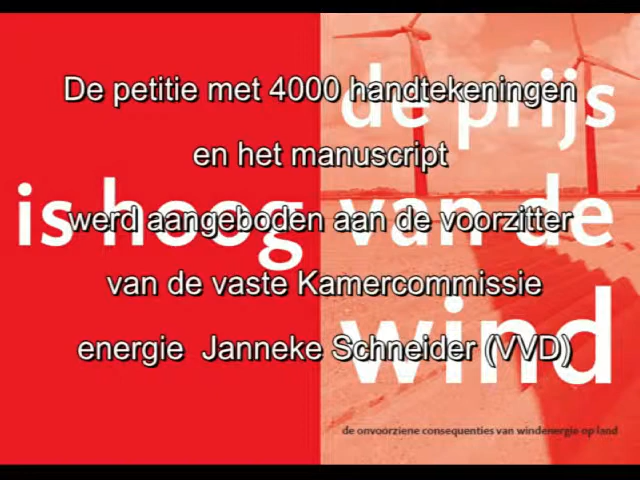 De petitie met 4000 handtekeningen
en het manuscript
werd aangeboden aan de voorzitter
van de vaste Kamercommissie
energie Janneke Schneider (VVD)
de prijs
is hoog van de
wind
de onvoorziene consequenties van windenergie op land